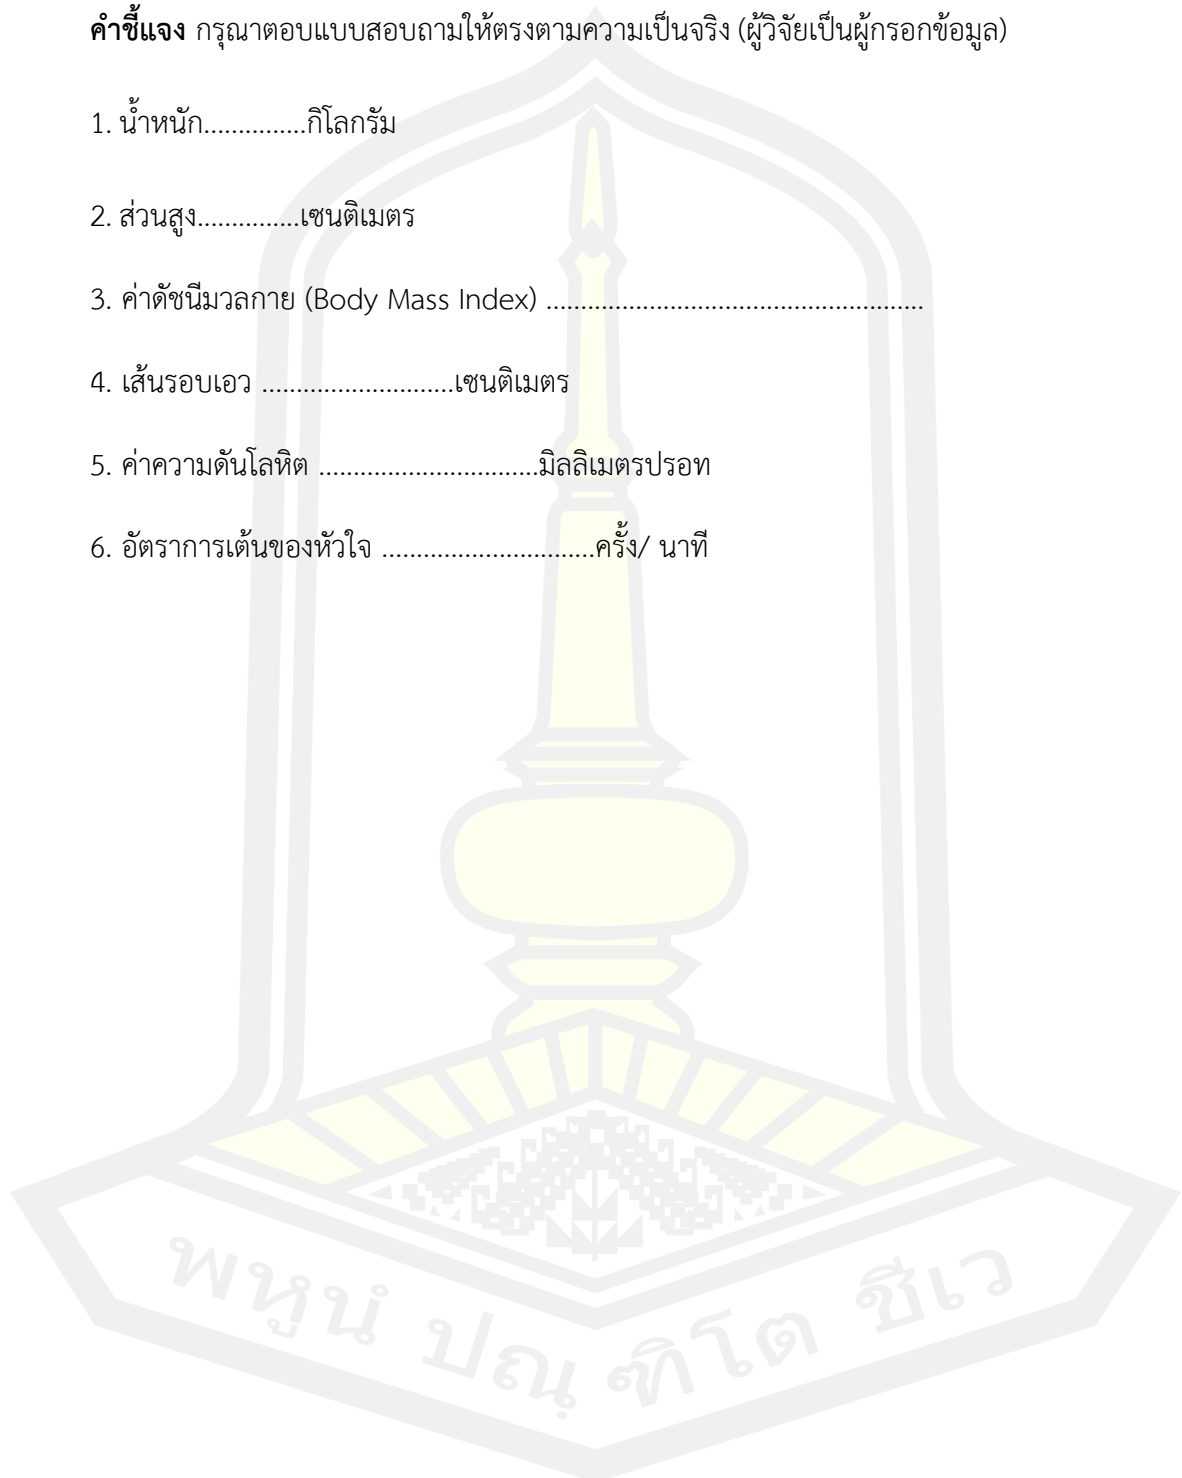 คำชี้แจง กรุณาตอบแบบสอบถามให้ตรงตามความเป็นจริง (ผู้วิจัยเป็นผู้กรอกข้อมูล)
1. น้ำหนัก...............กิโลกรัม
2. ส่วนสูง...............เซนติเมตร
3. ค่าดัชนีมวลกาย (Body Mass Index) .......................................................
4. เส้นรอบเอว ............................เซนติเมตร
5. ค่าความดันโลหิต ................................มิลลิเมตรปรอท
6. อัตราการเต้นของหัวใจ ...............................ครั้ง/ นาที
พหูนํ ปณฺฑิโต ชีเว